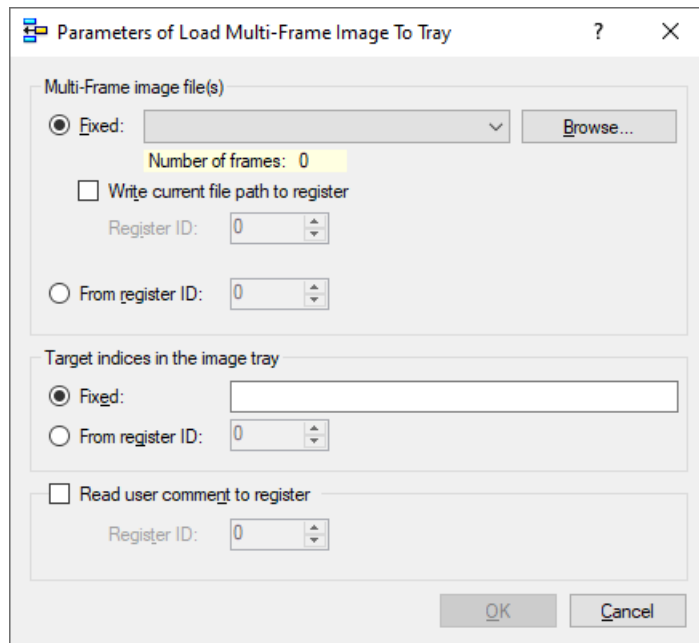 Parameters of Load Multi-Frame Image To Tray ?
Multi-Frame image file(s)
Fixed: Browse...
Number of frames: 0
Write current file path to register
Register ID: 0
From register ID: 0
Target indices in the image tray
Fixed:
From register ID: 0
Read user comment to register
Register ID: 0
OK Cancel